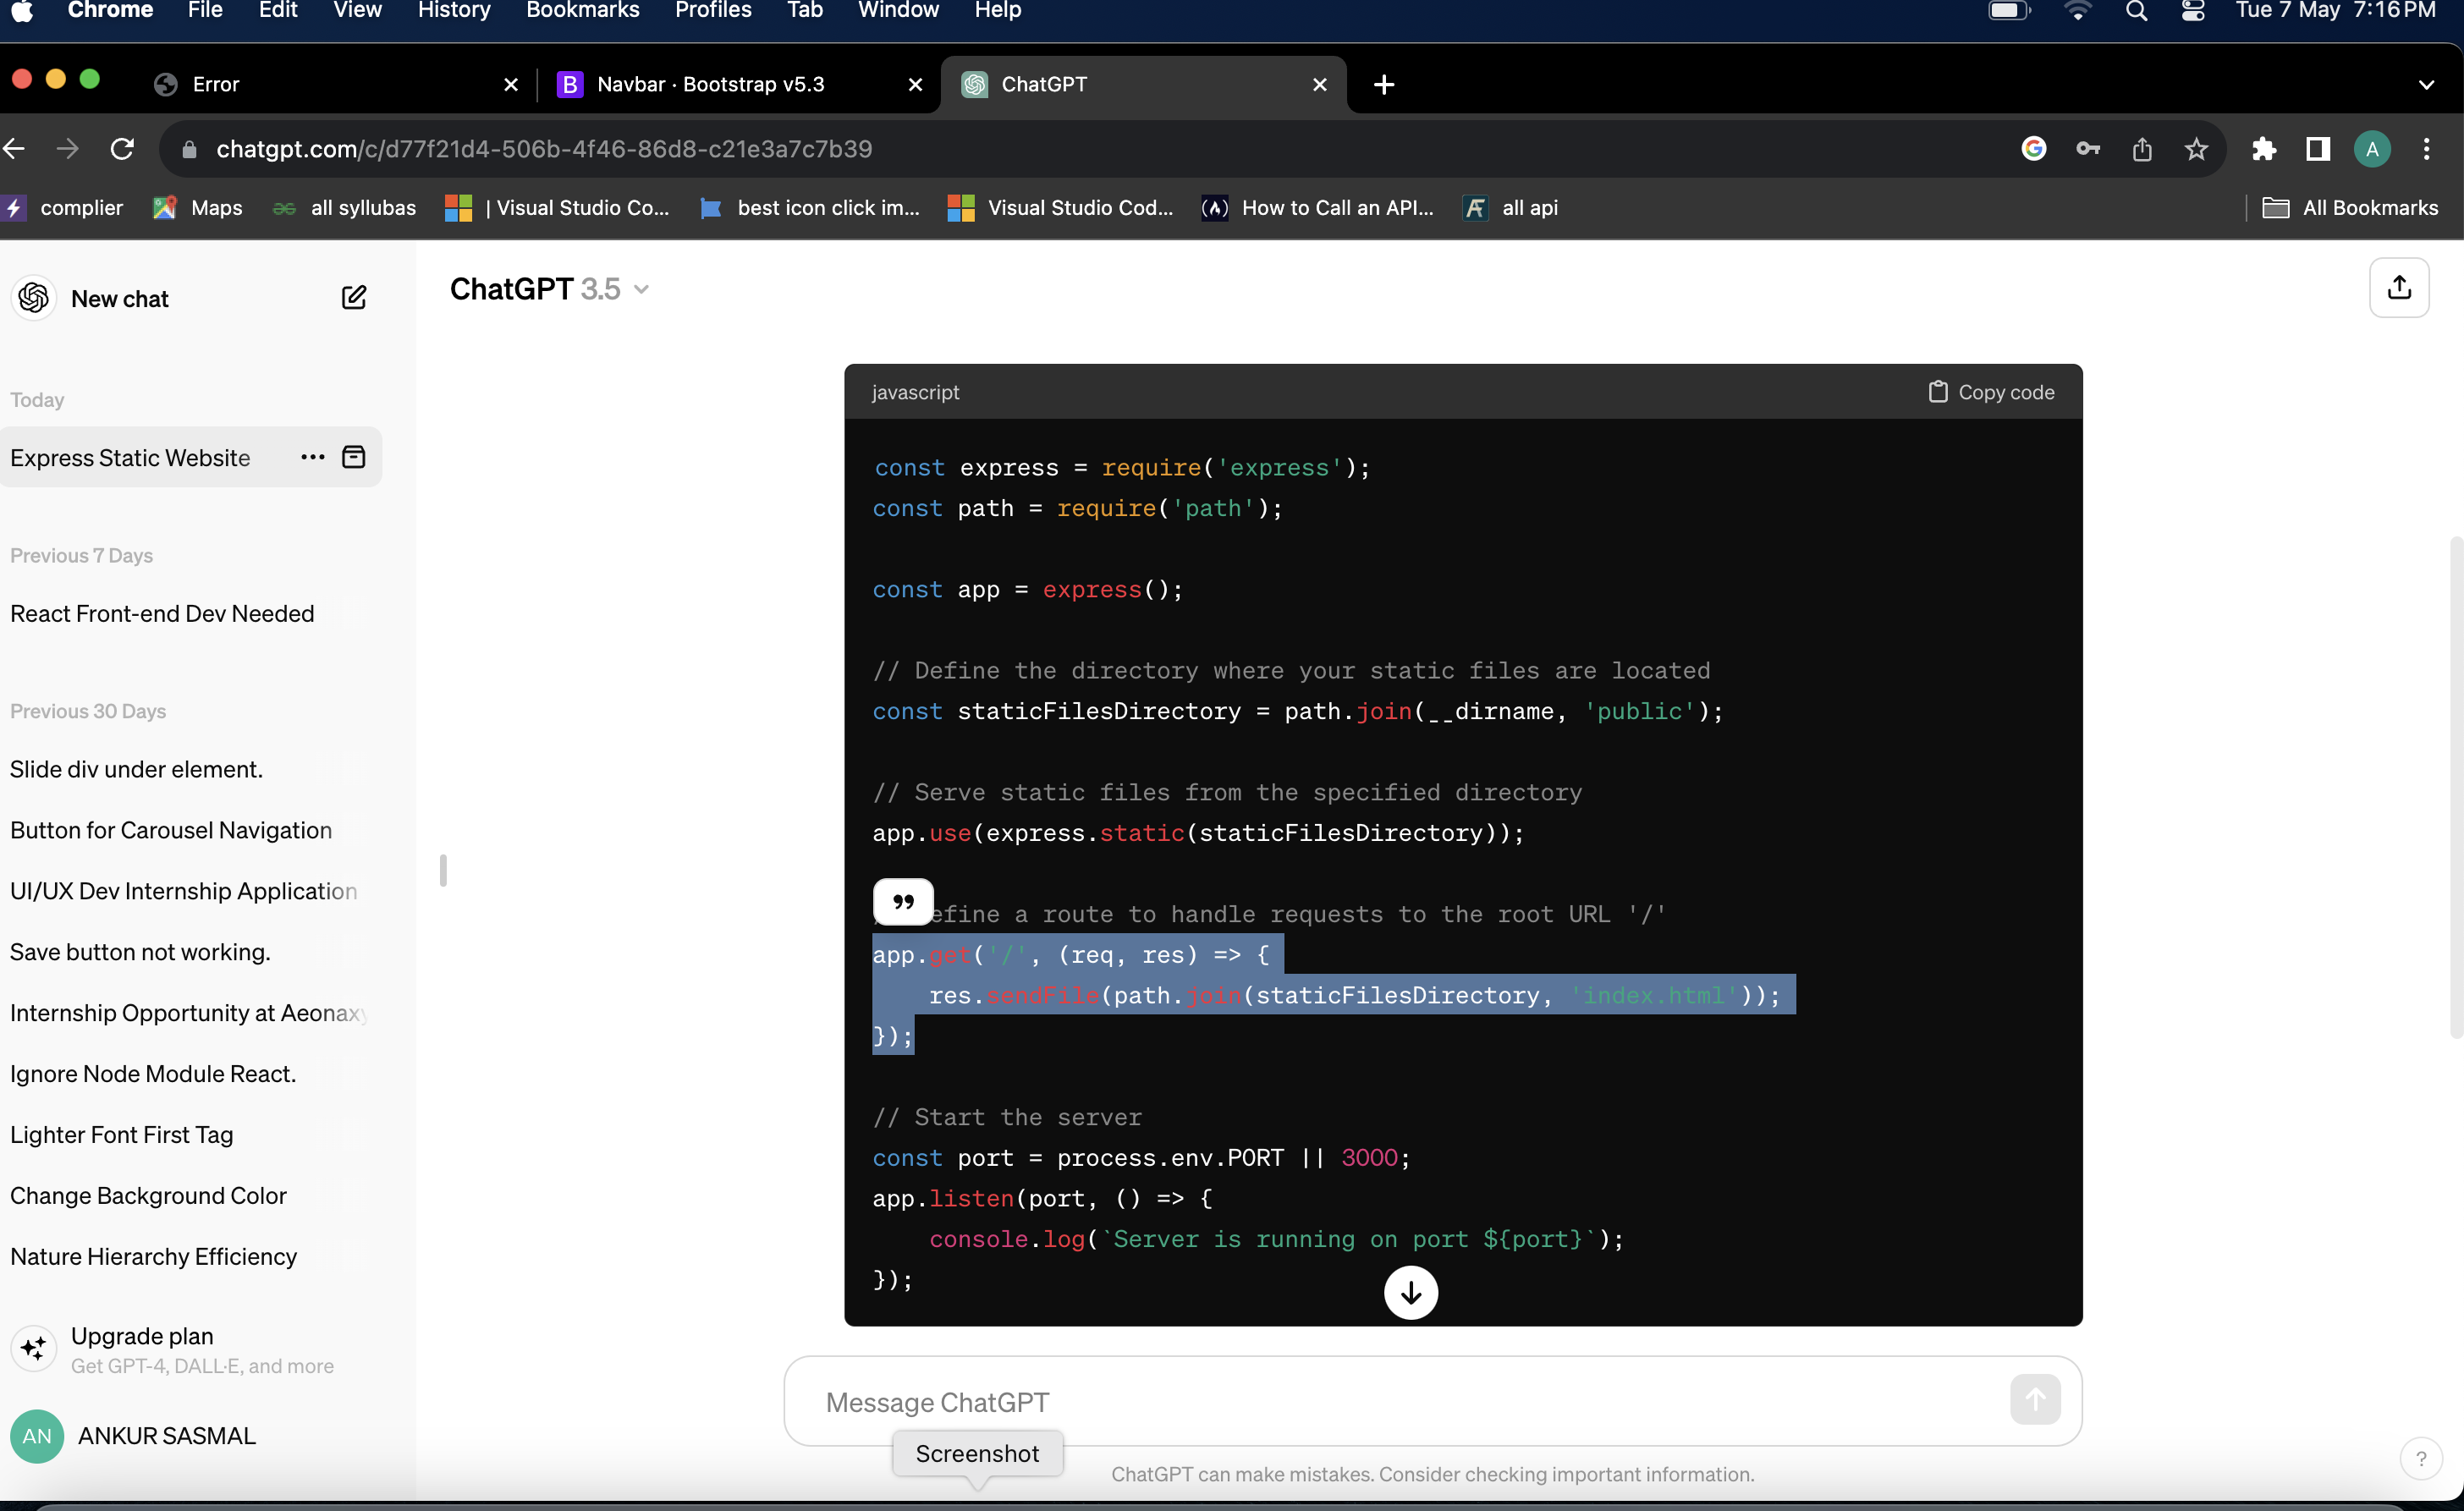 Chrome File Edit View History Bookmarks Profiles Tab Window Help Tue 7 May 7:16 PM
Error B Navbar · Bootstrap v5.3 ChatGPT
chatgpt.com/c/d77f21d4-506b-4f46-86d8-c21e3a7c7b39 A
complier Maps all syllubas | Visual Studio Co... best icon click im... Visual Studio Cod... How to Call an API... all api All Bookmarks
New chat
Today
Express Static Website
Previous 7 Days
React Front-end Dev Needed
Previous 30 Days
Slide div under element.
Button for Carousel Navigation
UI/UX Dev Internship Application
Save button not working.
Internship Opportunity at Aeonaxy
Ignore Node Module React.
Lighter Font First Tag
Change Background Color
Nature Hierarchy Efficiency
Upgrade plan
Get GPT-4, DALL·E, and more
AN ANKUR SASMAL
ChatGPT 3.5
javascript Copy code
const express = require('express');
const path = require('path');
const app = express();
// Define the directory where your static files are located
const staticFilesDirectory = path.join(__dirname, 'public');
// Serve static files from the specified directory
app.use(express.static(staticFilesDirectory));
efine a route to handle requests to the root URL '/'
app.get('/', (req, res) => {
res.sendFile(path.join(staticFilesDirectory, 'index.html'));
});
// Start the server
const port = process.env.PORT || 3000;
app.listen(port, () => {
console.log(`Server is running on port ${port}`);
});
Message ChatGPT
Screenshot
ChatGPT can make mistakes. Consider checking important information.
?